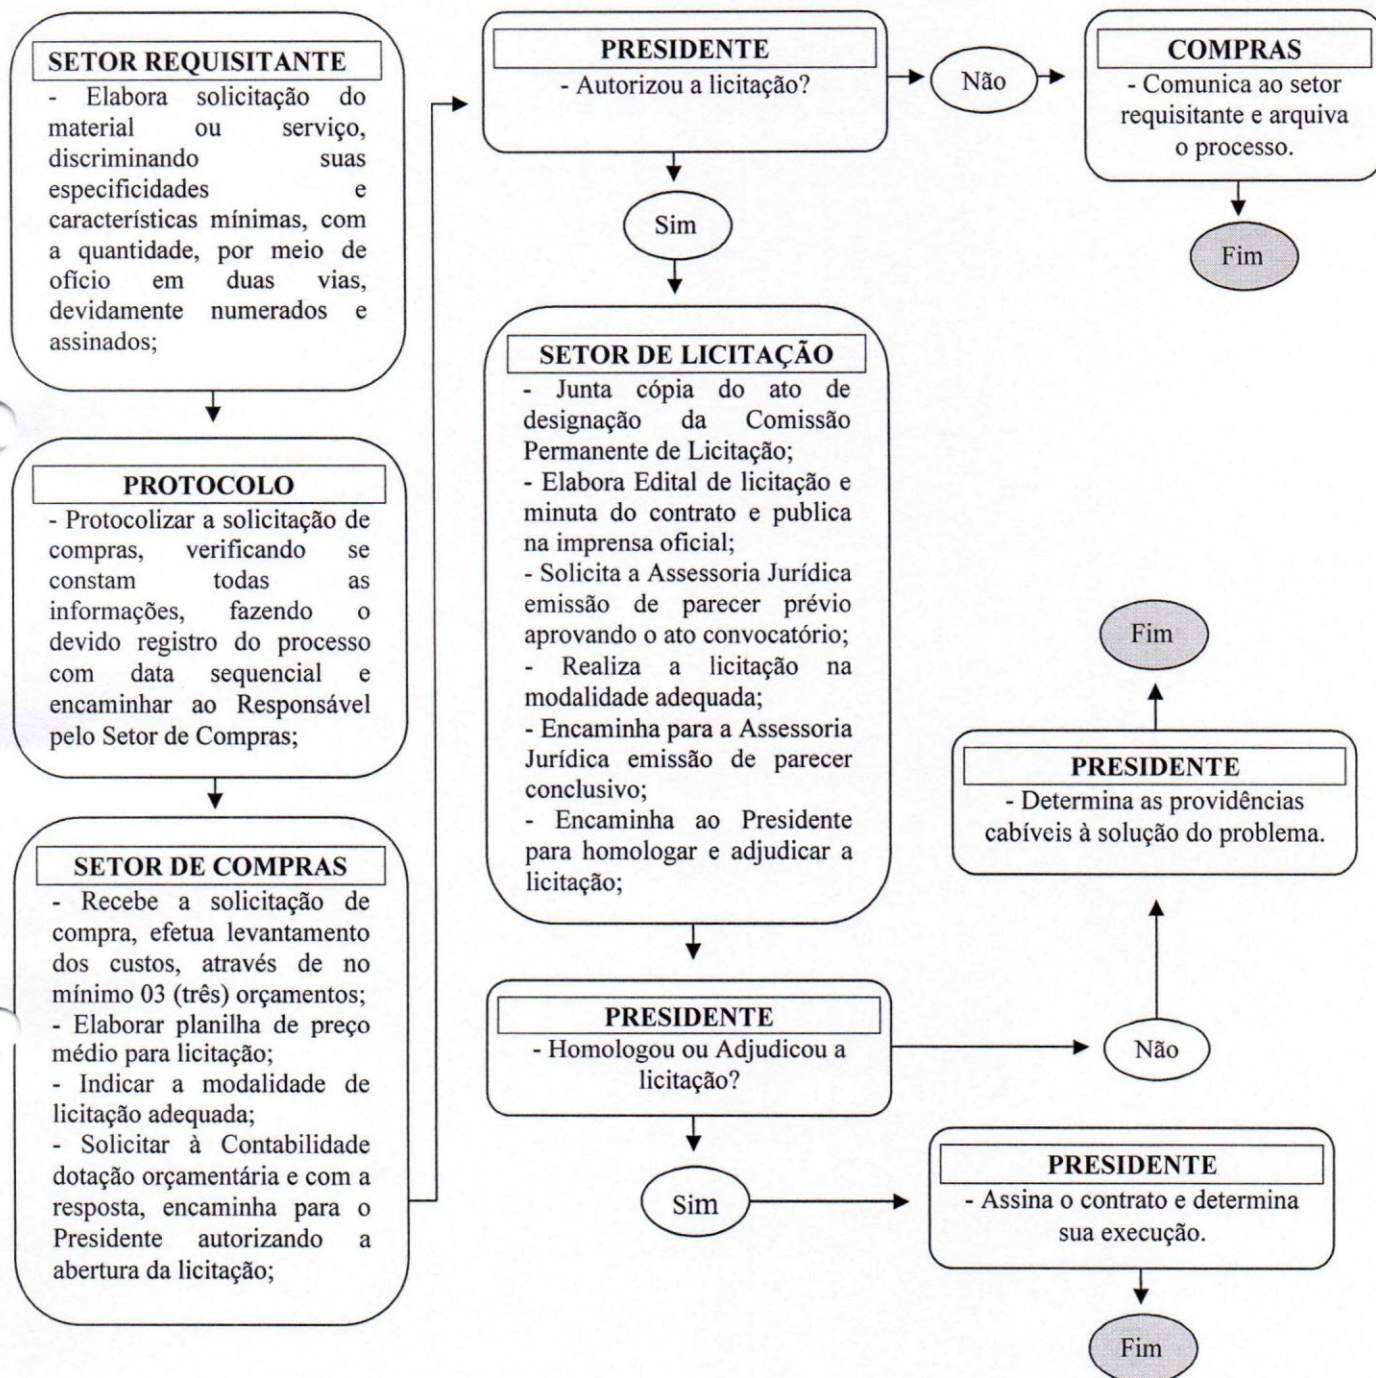 SETOR REQUISITANTE
- Elabora solicitação do
material ou serviço,
discriminando suas
especificidades e
características mínimas, com
a quantidade, por meio de
ofício em duas vias,
devidamente numerados e
assinados;
PROTOCOLO
- Protocolizar a solicitação de
compras, verificando se
constam todas as
informações, fazendo o
devido registro do processo
com data sequencial e
encaminhar ao Responsável
pelo Setor de Compras;
SETOR DE COMPRAS
- Recebe a solicitação de
compra, efetua levantamento
dos custos, através de no
mínimo 03 (três) orçamentos;
- Elaborar planilha de preço
médio para licitação;
- Indicar a modalidade de
licitação adequada;
- Solicitar à Contabilidade
dotação orçamentária e com a
resposta, encaminha para o
Presidente autorizando a
abertura da licitação;
PRESIDENTE
- Autorizou a licitação?
Não
COMPRAS
- Comunica ao setor
requisitante e arquiva
o processo.
Fim
Sim
SETOR DE LICITAÇÃO
- Junta cópia do ato de
designação da Comissão
Permanente de Licitação;
- Elabora Edital de licitação e
minuta do contrato e publica
na imprensa oficial;
- Solicita a Assessoria Jurídica
emissão de parecer prévio
aprovando o ato convocatório;
- Realiza a licitação na
modalidade adequada;
- Encaminha para a Assessoria
Jurídica emissão de parecer
conclusivo;
- Encaminha ao Presidente
para homologar e adjudicar a
licitação;
PRESIDENTE
- Homologou ou Adjudicou a
licitação?
Não
PRESIDENTE
- Determina as providências
cabíveis à solução do problema.
Fim
Sim
PRESIDENTE
- Assina o contrato e determina
sua execução.
Fim